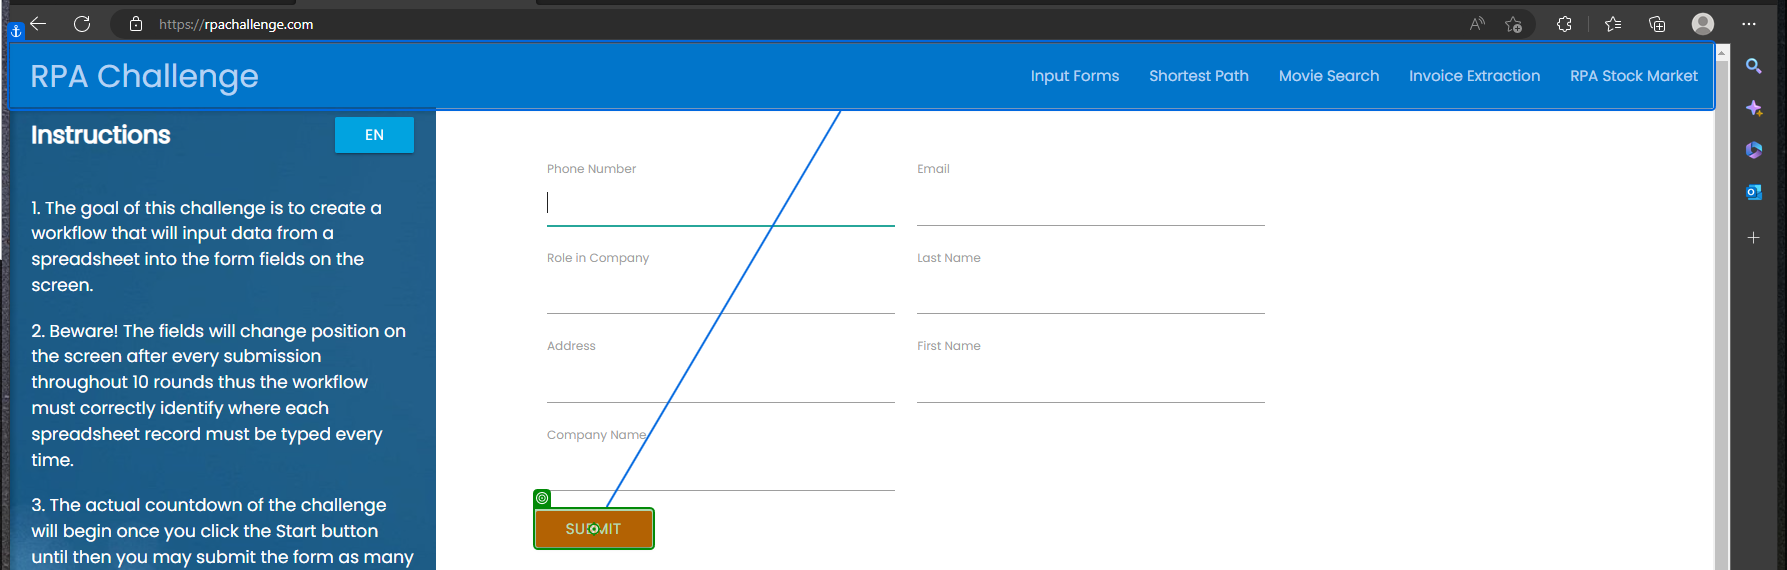 https://rpachallenge.com
RPA Challenge
Input Forms Shortest Path Movie Search Invoice Extraction RPA Stock Market
Instructions
EN
1. The goal of this challenge is to create a
workflow that will input data from a
spreadsheet into the form fields on the
screen.
2. Beware! The fields will change position on
the screen after every submission
throughout 10 rounds thus the workflow
must correctly identify where each
spreadsheet record must be typed every
time.
3. The actual countdown of the challenge
will begin once you click the Start button
until then you may submit the form as many
Phone Number
Email
Role in Company
Last Name
Address
First Name
Company Name
SUBMIT